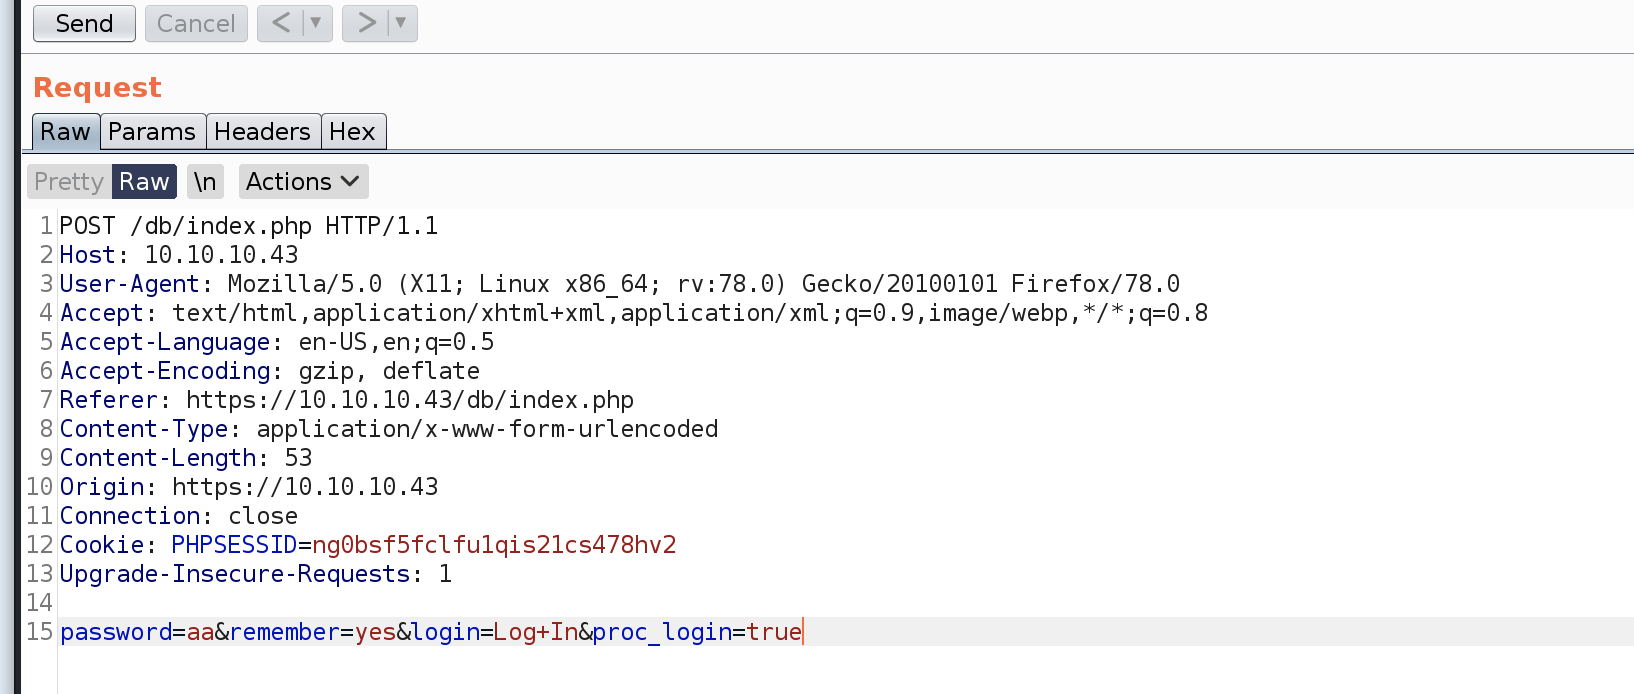 Send Cancel < ▼ > ▼
Request
Raw Params Headers Hex
Pretty Raw \n Actions
1 POST /db/index.php HTTP/1.1
2 Host: 10.10.10.43
3 User-Agent: Mozilla/5.0 (X11; Linux x86_64; rv:78.0) Gecko/20100101 Firefox/78.0
4 Accept: text/html,application/xhtml+xml,application/xml;q=0.9,image/webp,*/*;q=0.8
5 Accept-Language: en-US,en;q=0.5
6 Accept-Encoding: gzip, deflate
7 Referer: https://10.10.10.43/db/index.php
8 Content-Type: application/x-www-form-urlencoded
9 Content-Length: 53
10 Origin: https://10.10.10.43
11 Connection: close
12 Cookie: PHPSESSID=ng0bsf5fclfu1qis21cs478hv2
13 Upgrade-Insecure-Requests: 1
14
15 password=aa&remember=yes&login=Log+In&proc_login=true